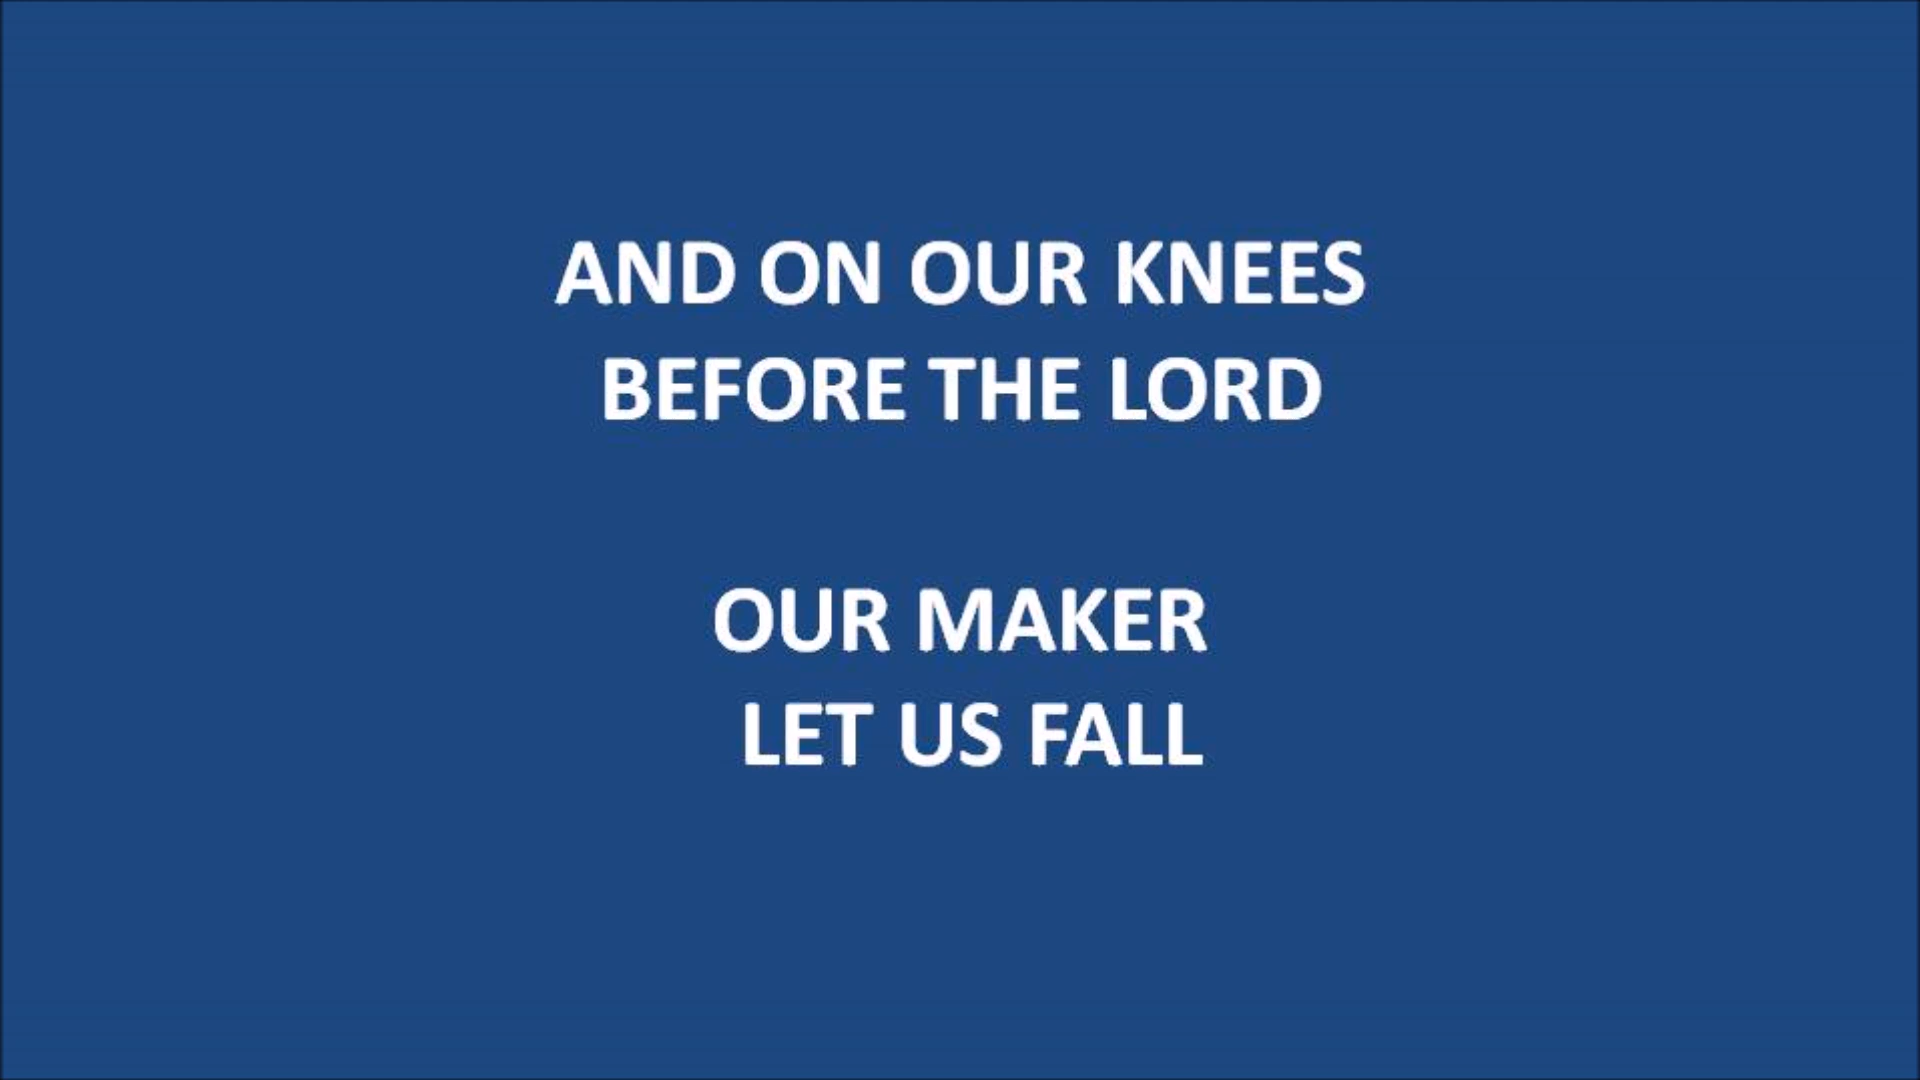 AND ON OUR KNEES
BEFORE THE LORD
OUR MAKER
LET US FALL